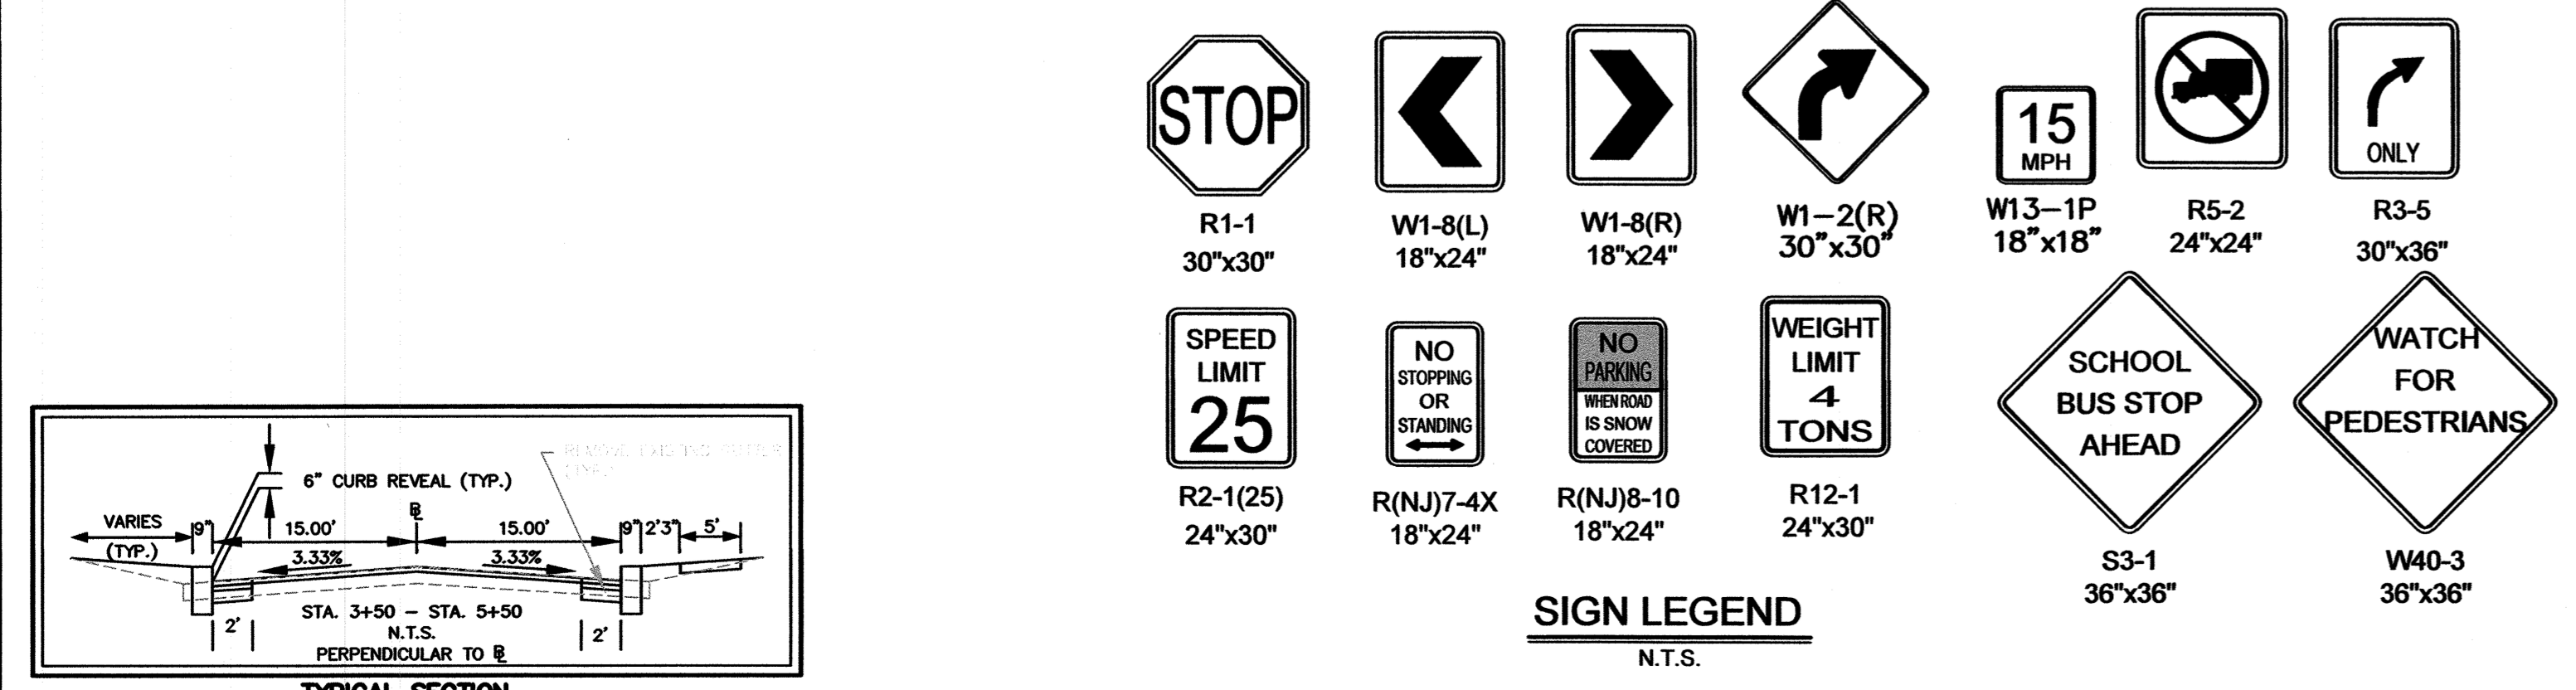 STOP
R1-1
30"x30"
W1-8(L)
18"x24"
W1-8(R)
18"x24"
W1-2(R)
30"x30"
15
MPH
W13-1P
18"x18"
R5-2
24"x24"
ONLY
R3-5
30"x36"
SPEED
LIMIT
25
R2-1(25)
24"x30"
NO
STOPPING
OR
STANDING
R(NJ)7-4X
18"x24"
NO
PARKING
WHEN ROAD
IS SNOW
COVERED
R(NJ)8-10
18"x24"
WEIGHT
LIMIT
4
TONS
R12-1
24"x30"
SCHOOL
BUS STOP
AHEAD
S3-1
36"x36"
WATCH
FOR
PEDESTRIANS
W40-3
36"x36"
SIGN LEGEND
N.T.S.
REMOVE EXISTING GUTTER
(TYP.)
6" CURB REVEAL (TYP.)
VARIES
(TYP.)
9" 15.00' 15.00' 9" 2'3" 5'
3.33% 3.33%
STA. 3+50 - STA. 5+50
2' N.T.S. 2'
PERPENDICULAR TO
TYPICAL SECTION